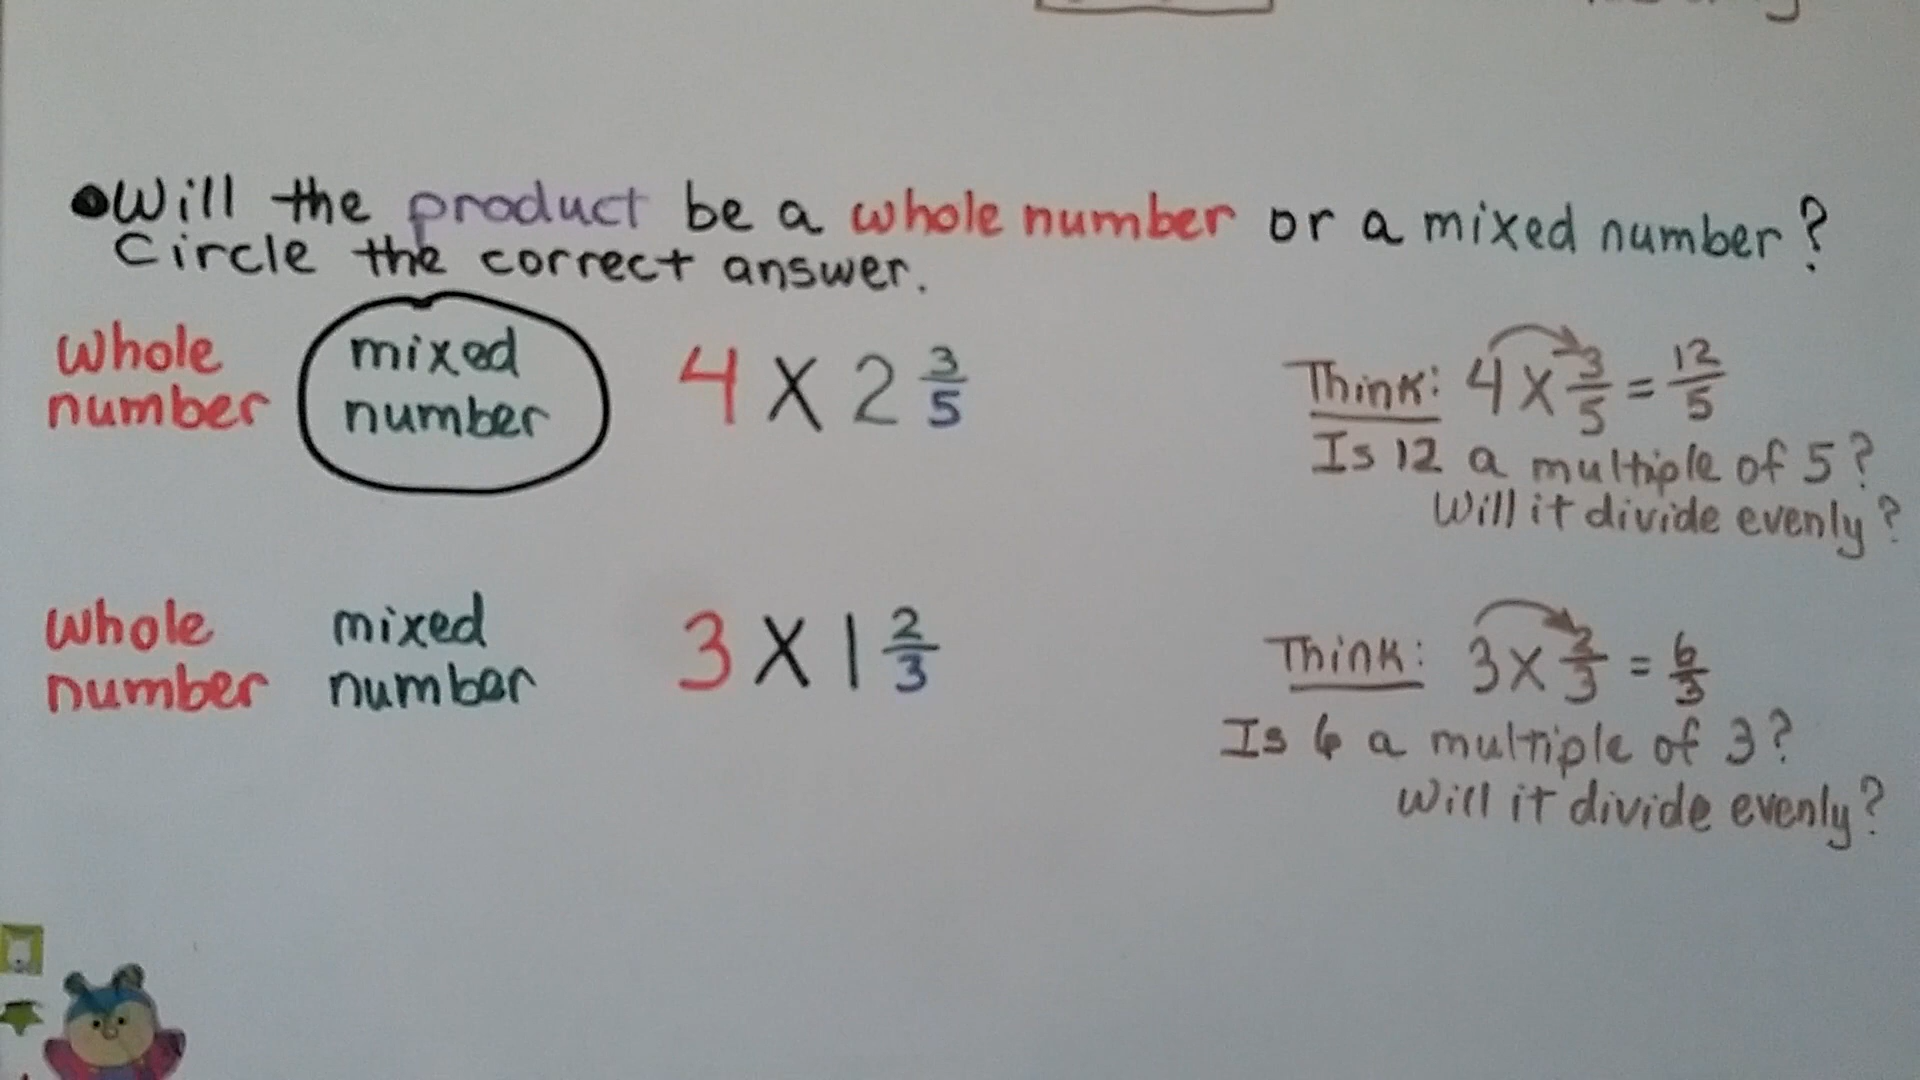 ●Will the product be a whole number or a mixed number?
Circle the correct answer.
whole mixed
number number 4 X 2 3/5
Think: 4 x 3/5 = 12/5
Is 12 a multiple of 5?
Will it divide evenly?
whole mixed
number number 3 X 1 2/3
Think: 3 x 2/3 = 6/3
Is 6 a multiple of 3?
Will it divide evenly?